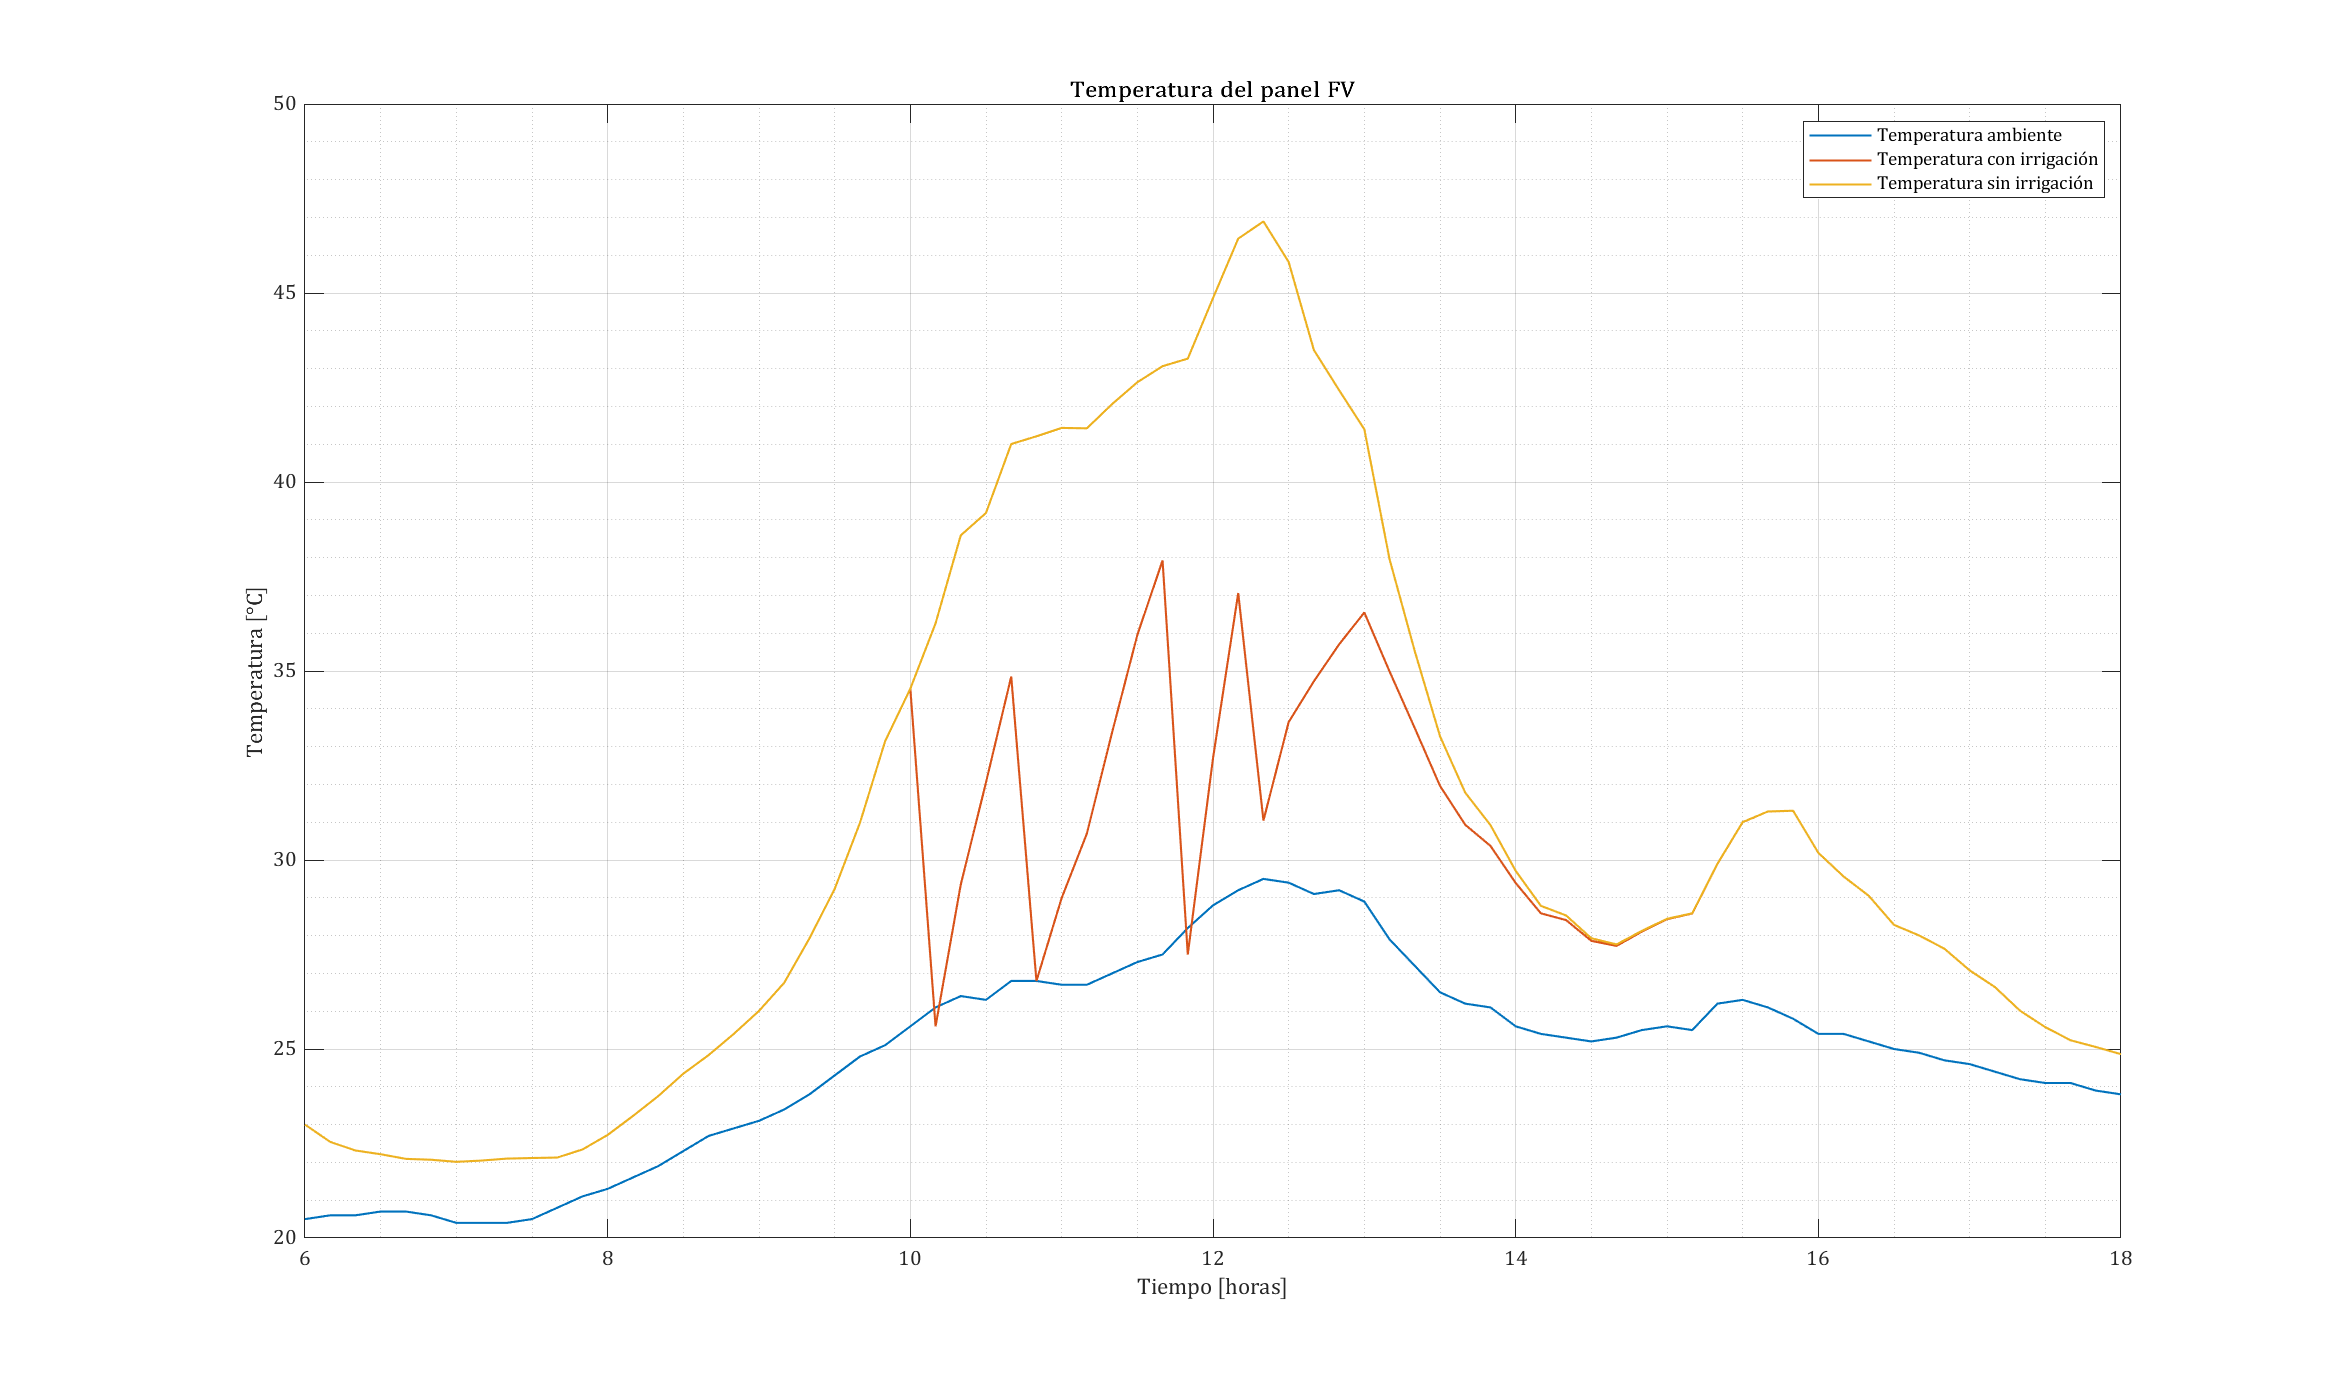 Temperatura del panel FV
50
45
40
35
30
25
20
Temperatura [°C]
Temperatura ambiente
Temperatura con irrigación
Temperatura sin irrigación
6 8 10 12 14 16 18
Tiempo [horas]